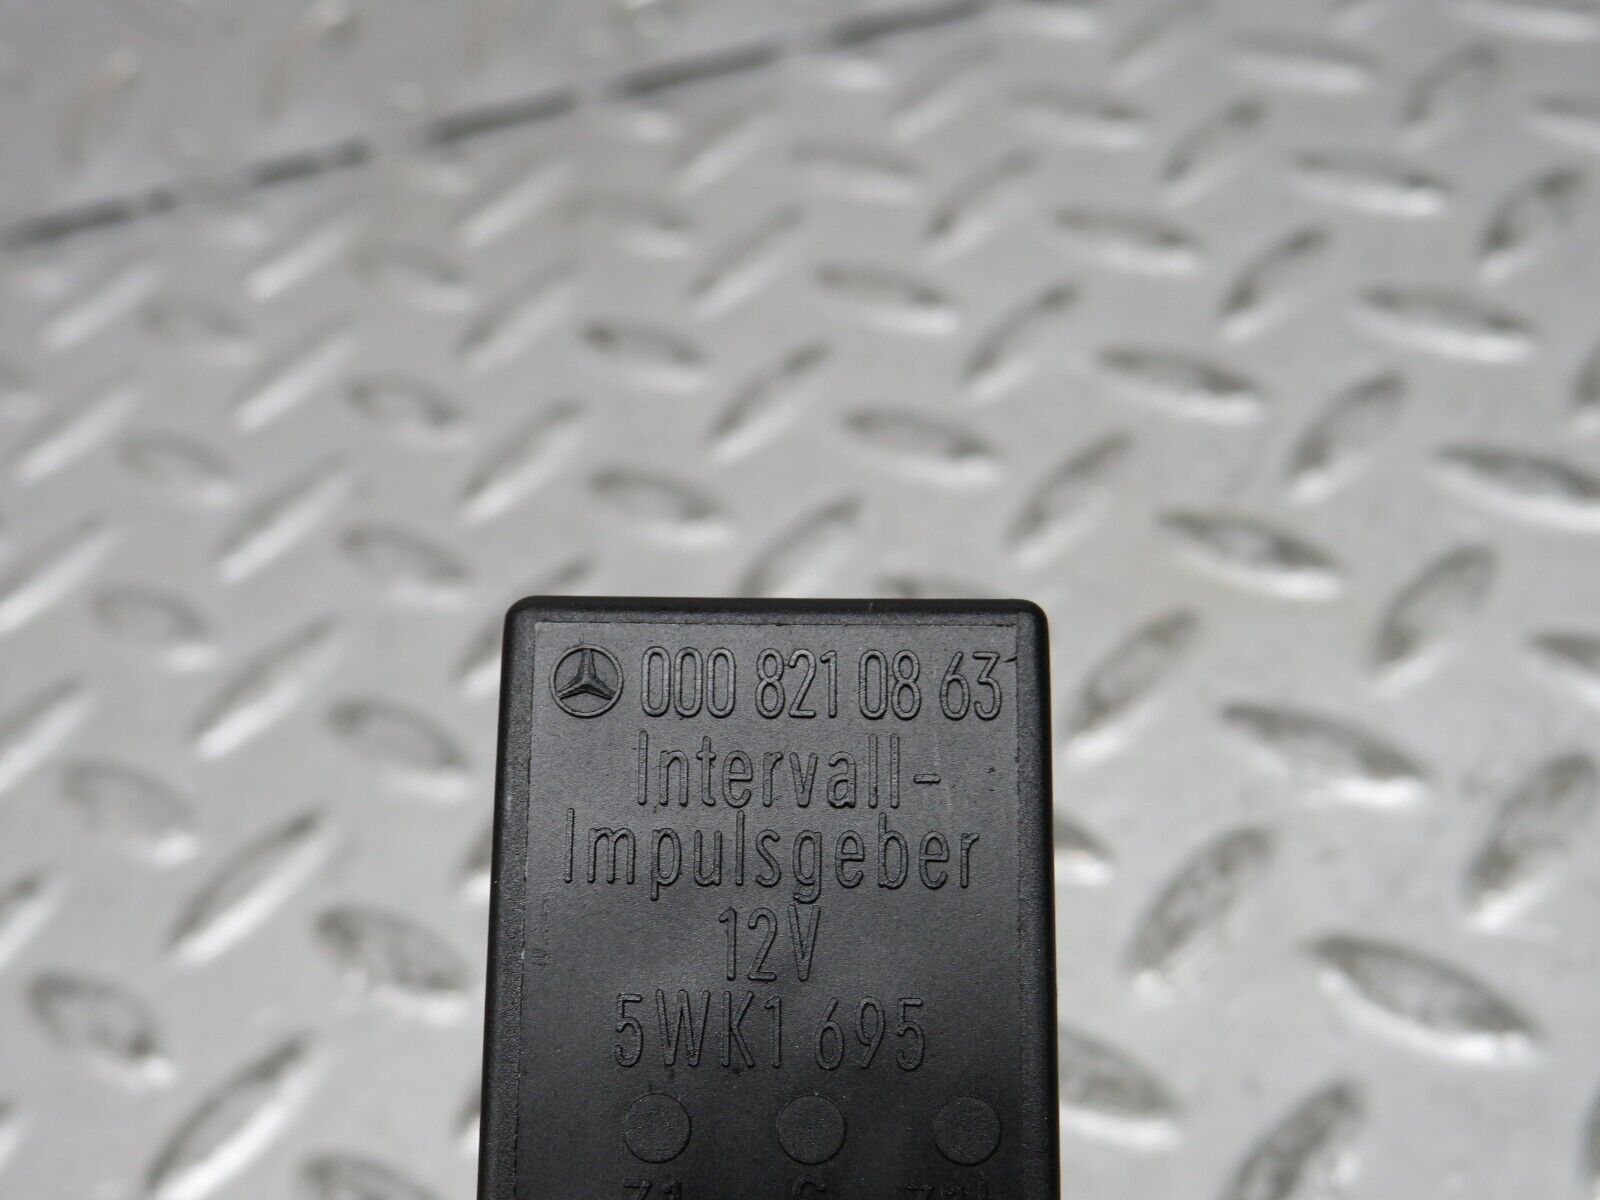 000 821 08 63
Intervall-
Impulsgeber
12V
5WK1 695